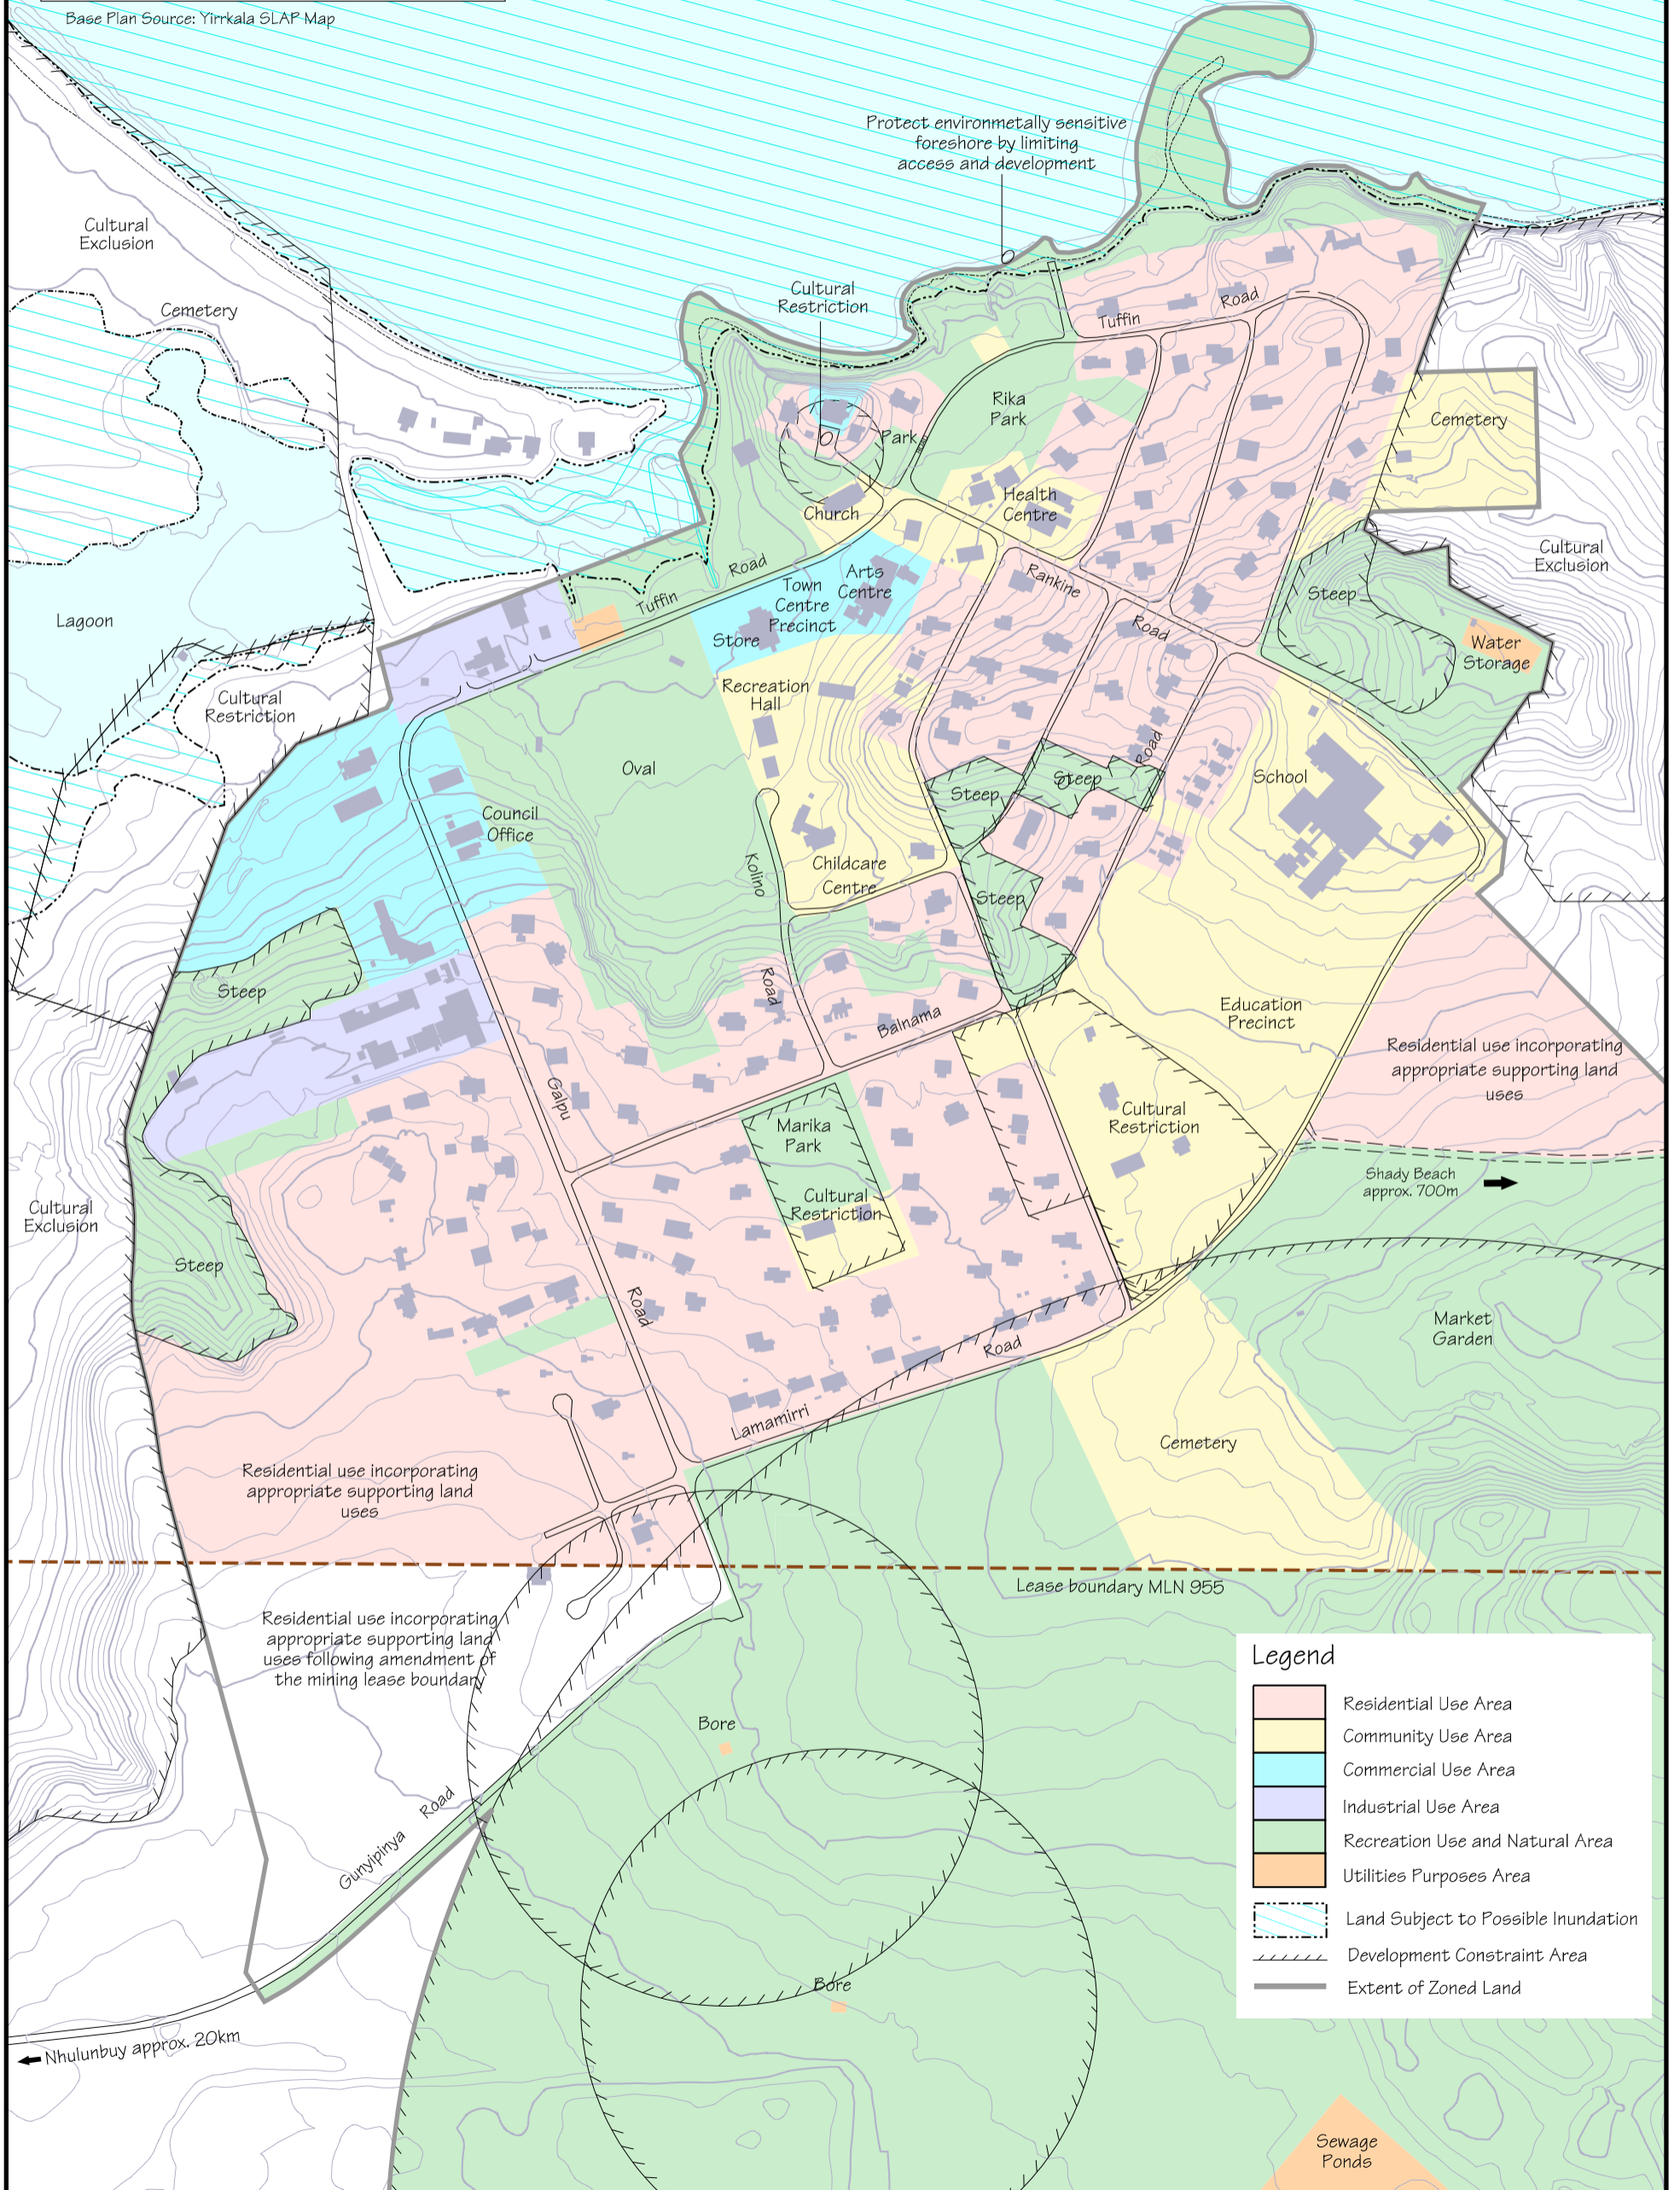 Base Plan Source: Yirrkala SLAP Map
Protect environmetally sensitive
foreshore by limiting
access and development
Cultural
Exclusion
Cemetery
Cultural
Restriction
Tuffin
Road
Rika
Park
Park
Cemetery
Health
Centre
Church
Cultural
Exclusion
Road
Tuffin
Town
Centre
Precinct
Arts
Centre
Store
Rankine
Road
Steep
Water
Storage
Lagoon
Cultural
Restriction
Recreation
Hall
Oval
Road
Steep
Steep
School
Council
Office
Kolino
Childcare
Centre
Steep
Steep
Road
Balnama
Education
Precinct
Residential use incorporating
appropriate supporting land
uses
Galpu
Marika
Park
Cultural
Restriction
Cultural
Restriction
Shady Beach
approx. 700m
Cultural
Exclusion
Steep
Road
Market
Garden
Road
Lamamirri
Cemetery
Residential use incorporating
appropriate supporting land
uses
Lease boundary MLN 955
Residential use incorporating
appropriate supporting land
uses following amendment of
the mining lease boundary
Bore
Road
Gunyipinya
Bore
Nhulunbuy approx. 20km
Sewage
Ponds
Legend
Residential Use Area
Community Use Area
Commercial Use Area
Industrial Use Area
Recreation Use and Natural Area
Utilities Purposes Area
Land Subject to Possible Inundation
Development Constraint Area
Extent of Zoned Land